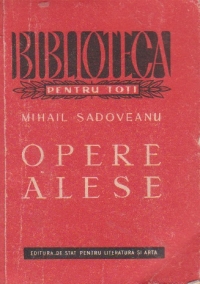 BIBLIOTECA
PENTRU TOȚI
MIHAIL SADOVEANU
OPERE
ALESE
EDITURA DE STAT PENTRU LITERATURĂ ȘI ARTĂ